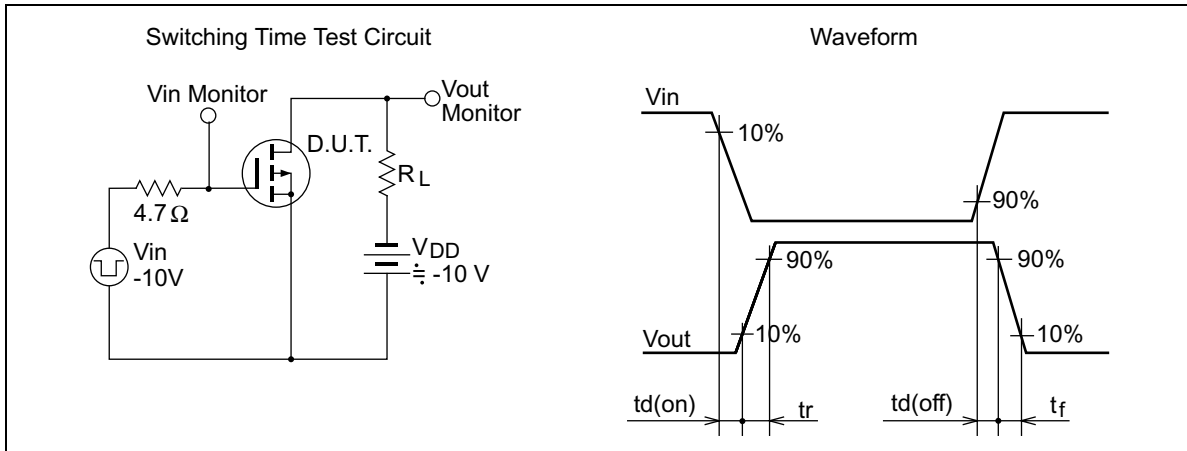 Switching Time Test Circuit
Vin Monitor
Vout
Monitor
D.U.T.
RL
4.7 Ω
Vin
-10V
VDD
≒ -10 V
Waveform
Vin
10%
90%
90%
90%
Vout
10%
10%
td(on)
tr
td(off)
tf